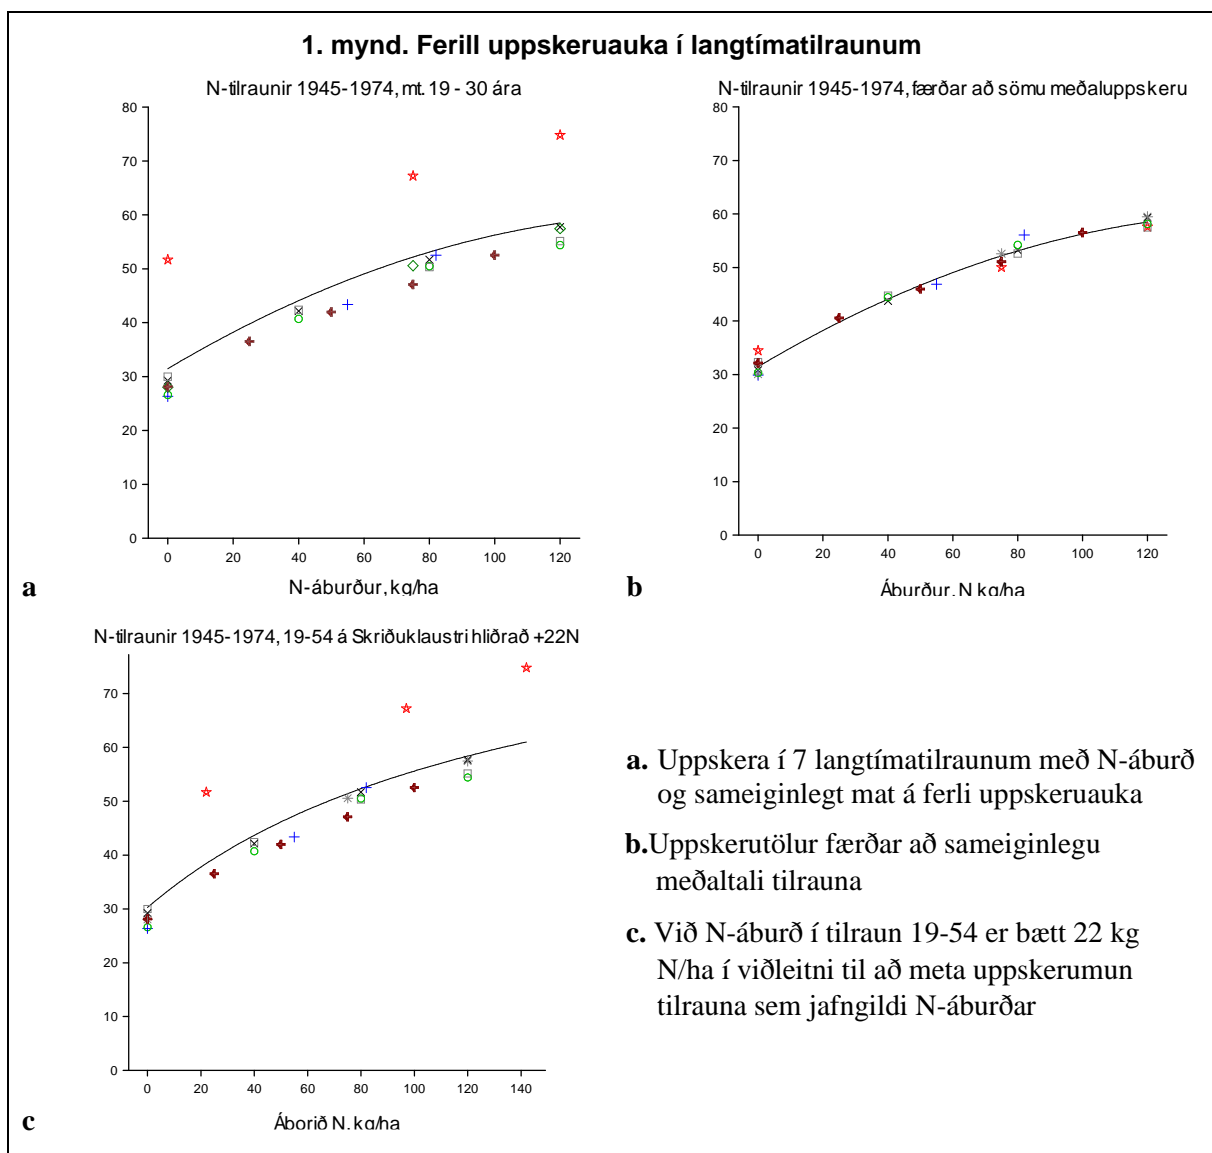 1. mynd. Ferill uppskeruauka í langtímatilraunum
N-tilraunir 1945-1974, mt. 19 - 30 ára
80
70
60
50
40
30
20
10
0
0 20 40 60 80 100 120
N-áburður, kg/ha
a
N-tilraunir 1945-1974, færðar að sömu meðaluppskeru
80
70
60
50
40
30
20
10
0
0 20 40 60 80 100 120
Áburður, N kg/ha
b
N-tilraunir 1945-1974, 19-54 á Skriðuklaustri hliðrað +22N
70
60
50
40
30
20
10
0
0 20 40 60 80 100 120 140
Áborið N, kg/ha
c
a. Uppskera í 7 langtímatilraunum með N-áburð
og sameiginlegt mat á ferli uppskeruauka
b.Uppskerutölur færðar að sameiginlegu
meðaltali tilrauna
c. Við N-áburð í tilraun 19-54 er bætt 22 kg
N/ha í viðleitni til að meta uppskerumun
tilrauna sem jafngildi N-áburðar